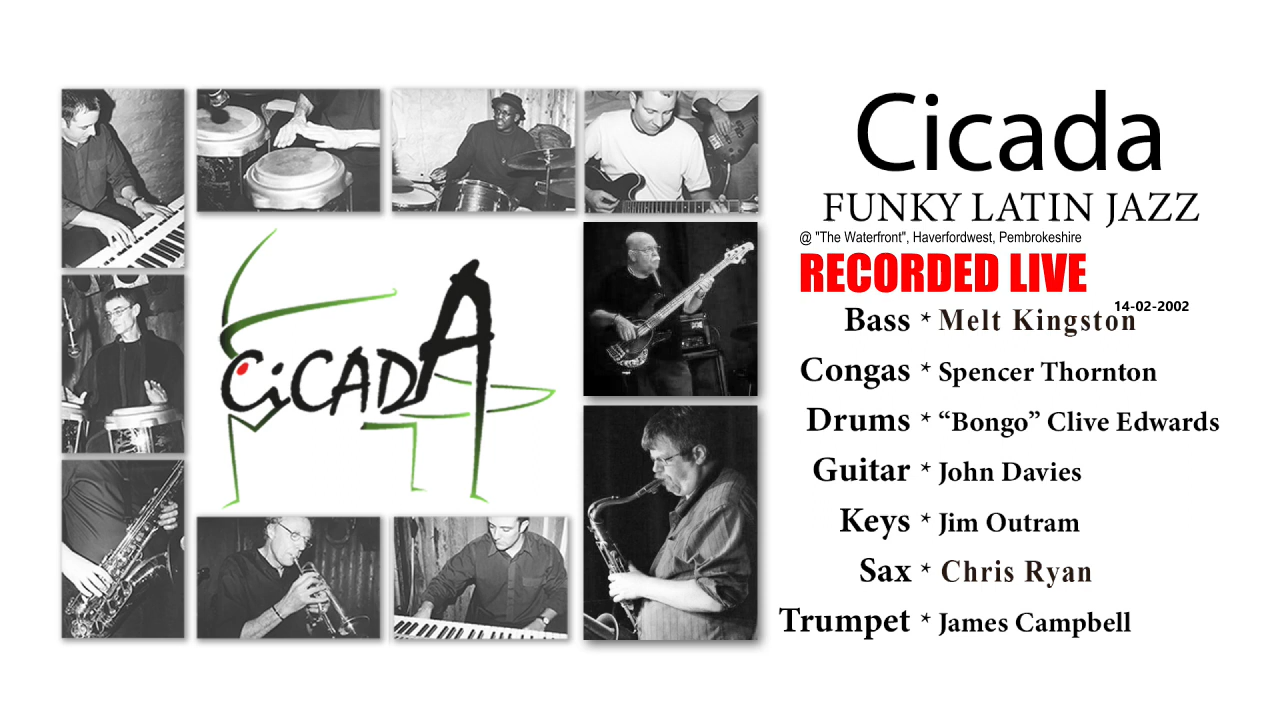 CiCADA
Cicada
FUNKY LATIN JAZZ
@ "The Waterfront", Haverfordwest, Pembrokeshire
RECORDED LIVE
14-02-2002
Bass * Melt Kingston
Congas * Spencer Thornton
Drums * “Bongo” Clive Edwards
Guitar * John Davies
Keys * Jim Outram
Sax * Chris Ryan
Trumpet * James Campbell